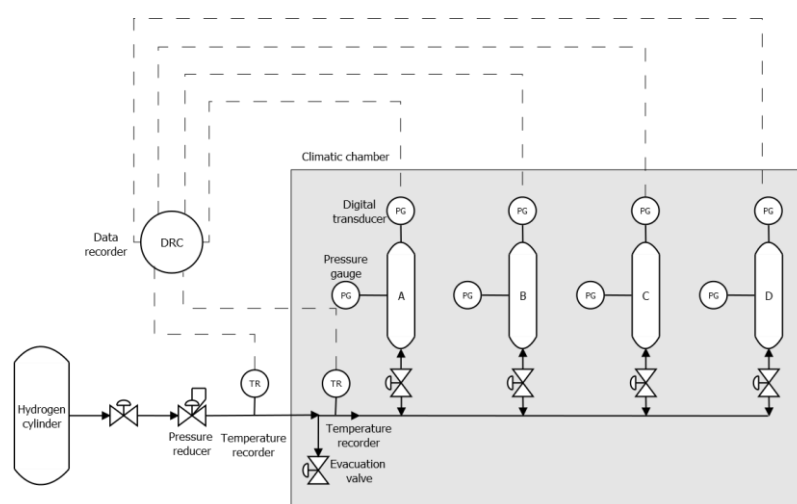 Climatic chamber
Digital
transducer
PG
PG
PG
PG
Data
recorder
DRC
Pressure
gauge
PG
A
PG
B
PG
C
PG
D
TR
TR
Hydrogen
cylinder
Pressure
reducer
Temperature
recorder
Temperature
recorder
Evacuation
valve